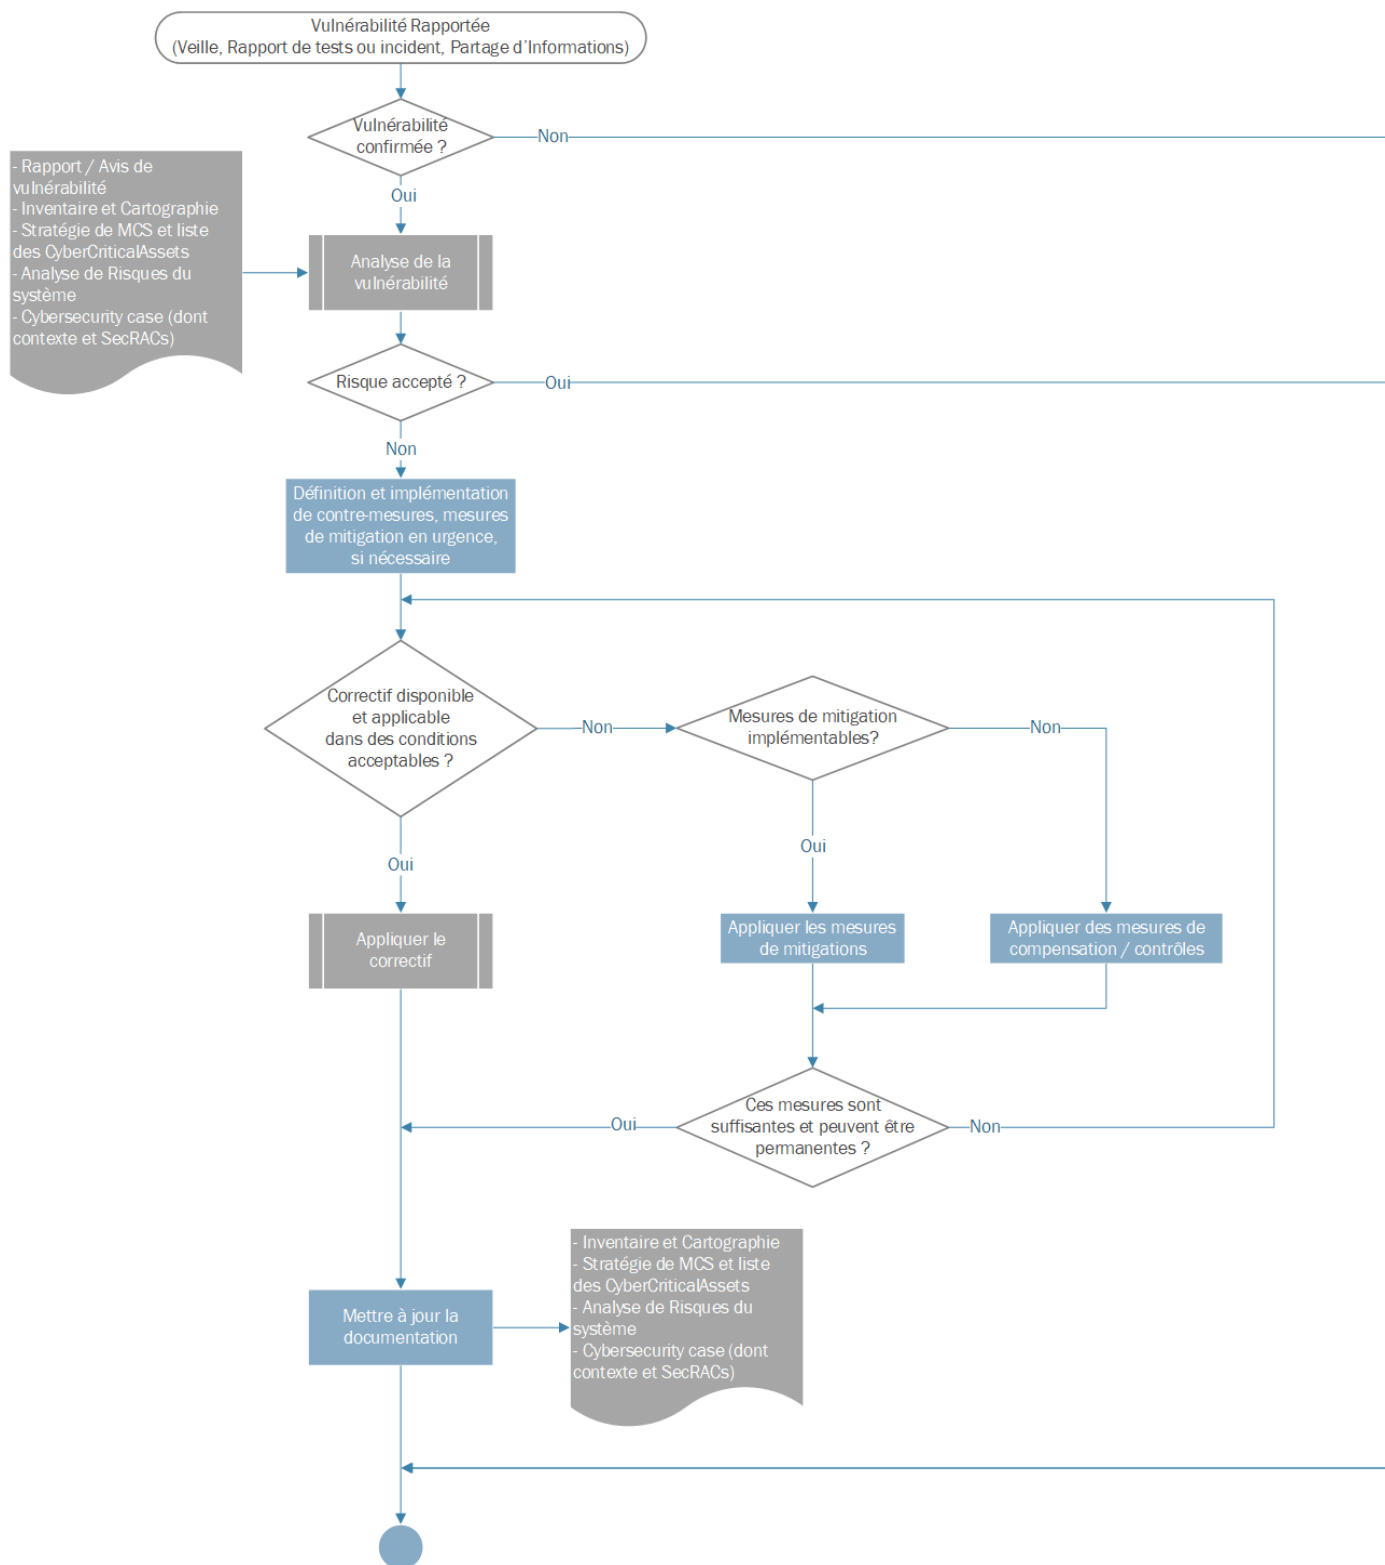 Vulnérabilité Rapportée
(Veille, Rapport de tests ou incident, Partage d'Informations)
Vulnérabilité
confirmée ?
Non
Oui
- Rapport / Avis de
vulnérabilité
- Inventaire et Cartographie
- Stratégie de MCS et liste
des CyberCriticalAssets
- Analyse de Risques du
système
- Cybersecurity case (dont
contexte et SecRACs)
Analyse de la
vulnérabilité
Risque accepté ?
Oui
Non
Définition et implémentation
de contre-mesures, mesures
de mitigation en urgence,
si nécessaire
Correctif disponible
et applicable
dans des conditions
acceptables ?
Non
Mesures de mitigation
implémentables?
Non
Oui
Oui
Appliquer le
correctif
Appliquer les mesures
de mitigations
Appliquer des mesures de
compensation / contrôles
Ces mesures sont
suffisantes et peuvent être
permanentes ?
Oui
Non
Mettre à jour la
documentation
- Inventaire et Cartographie
- Stratégie de MCS et liste
des CyberCriticalAssets
- Analyse de Risques du
système
- Cybersecurity case (dont
contexte et SecRACs)